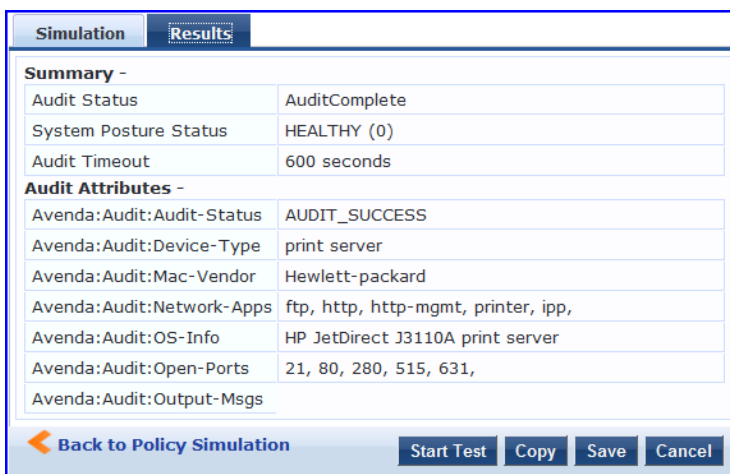 Simulation Results
Summary -
Audit Status AuditComplete
System Posture Status HEALTHY (0)
Audit Timeout 600 seconds
Audit Attributes -
Avenda:Audit:Audit-Status AUDIT_SUCCESS
Avenda:Audit:Device-Type print server
Avenda:Audit:Mac-Vendor Hewlett-packard
Avenda:Audit:Network-Apps ftp, http, http-mgmt, printer, ipp,
Avenda:Audit:OS-Info HP JetDirect J3110A print server
Avenda:Audit:Open-Ports 21, 80, 280, 515, 631,
Avenda:Audit:Output-Msgs
Back to Policy Simulation Start Test Copy Save Cancel